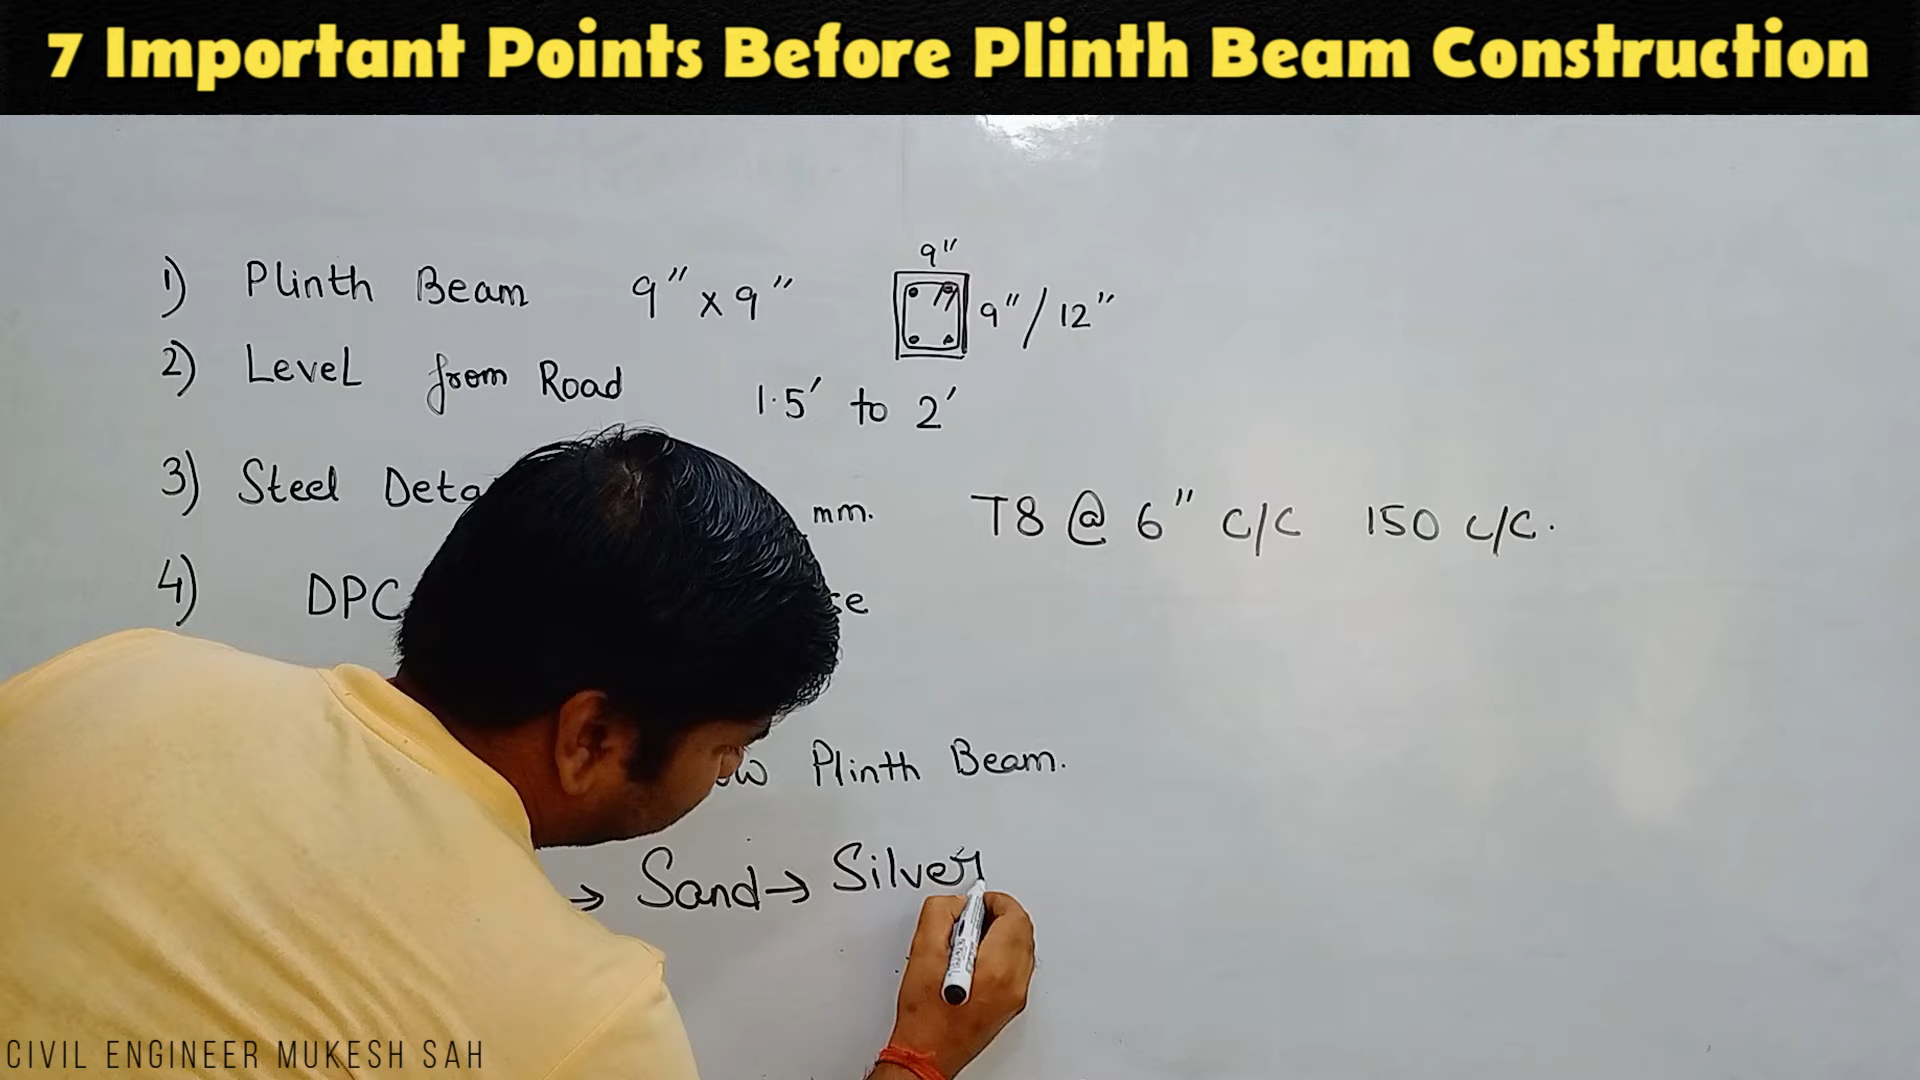 7 Important Points Before Plinth Beam Construction
9"
1) Plinth Beam 9" x 9" 9"/12"
2) Level from Road 1.5' to 2'
3) Steel mm. T8 @ 6" c/c 150 c/c.
4) DPC
Plinth Beam.
→ Sand → Silver
CIVIL ENGINEER MUKESH SAH